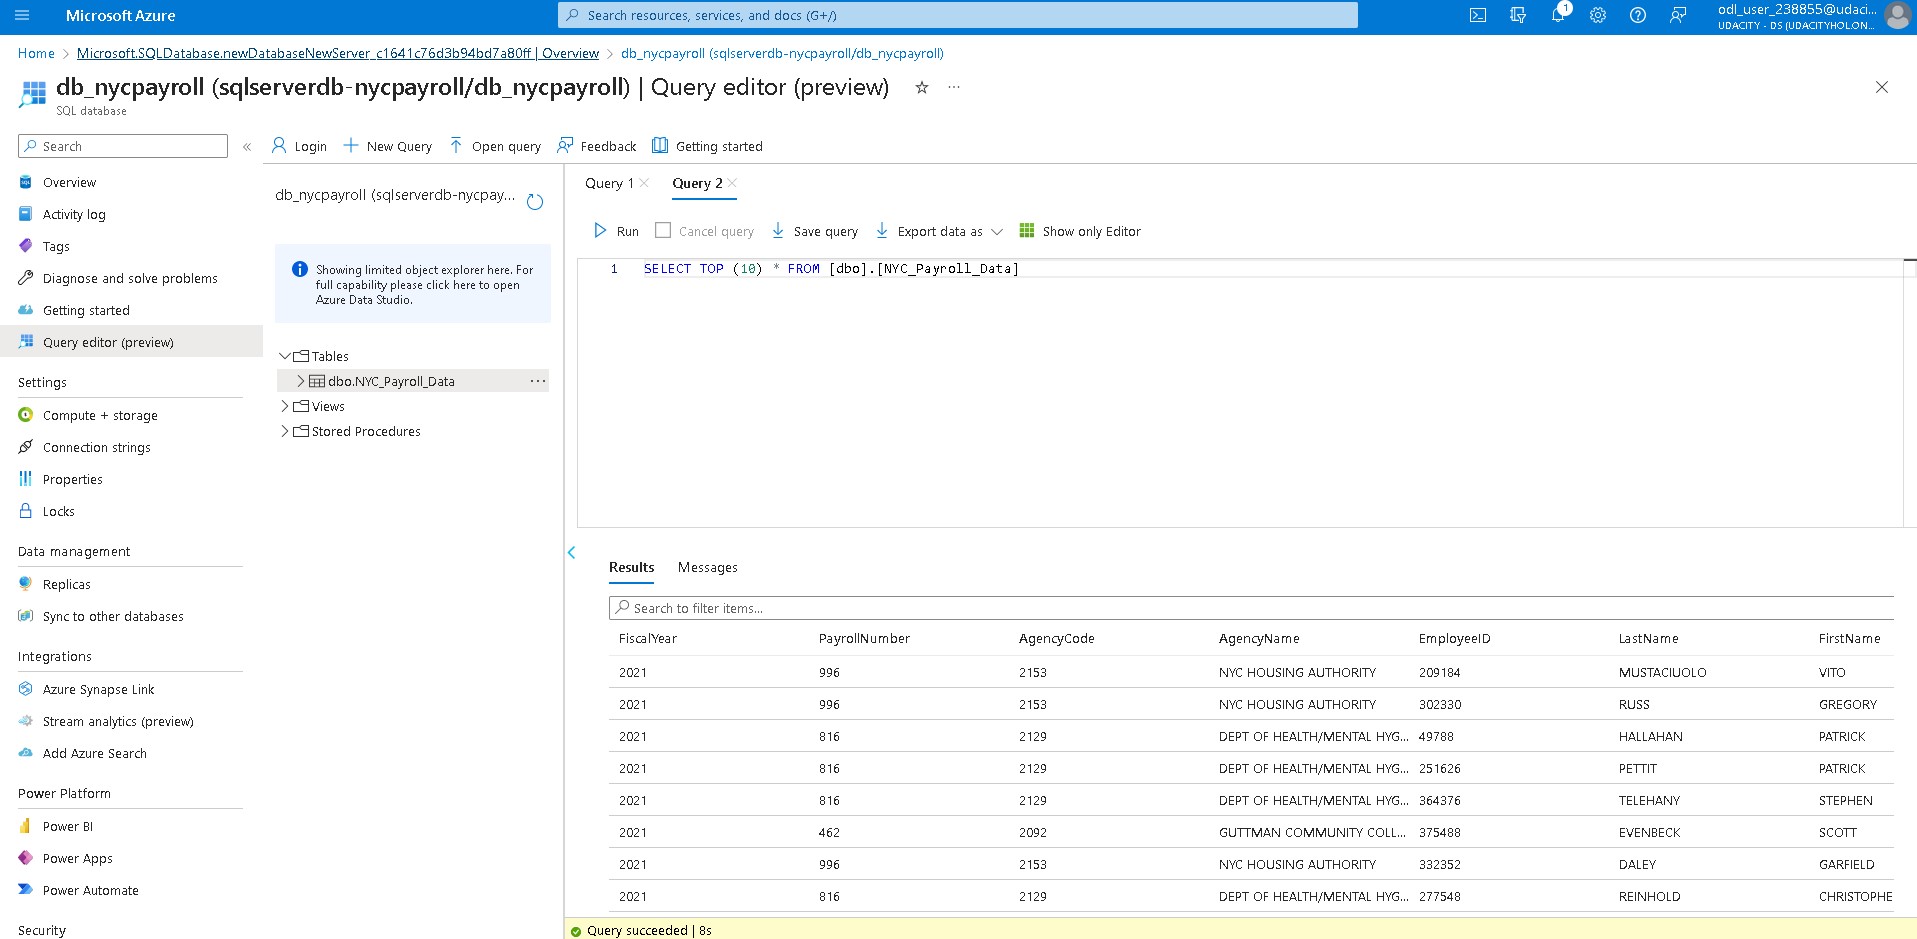 Microsoft Azure
Search resources, services, and docs (G+/)
1
odl_user_238855@udaci...
UDACITY - DS (UDACITYHOLON...
Home > Microsoft.SQLDatabase.newDatabaseNewServer_c1641c76d3b94bd7a80ff | Overview > db_nycpayroll (sqlserverdb-nycpayroll/db_nycpayroll)
db_nycpayroll (sqlserverdb-nycpayroll/db_nycpayroll) | Query editor (preview)
SQL database
Search
Overview
Activity log
Tags
Diagnose and solve problems
Getting started
Query editor (preview)
Settings
Compute + storage
Connection strings
Properties
Locks
Data management
Replicas
Sync to other databases
Integrations
Azure Synapse Link
Stream analytics (preview)
Add Azure Search
Power Platform
Power BI
Power Apps
Power Automate
Security
Login New Query Open query Feedback Getting started
db_nycpayroll (sqlserverdb-nycpay...
Showing limited object explorer here. For
full capability please click here to open
Azure Data Studio.
Tables
dbo.NYC_Payroll_Data
Views
Stored Procedures
Query 1 Query 2
Run Cancel query Save query Export data as Show only Editor
1 SELECT TOP (10) * FROM [dbo].[NYC_Payroll_Data]
Results Messages
Search to filter items...
FiscalYear PayrollNumber AgencyCode AgencyName EmployeeID LastName FirstName
2021 996 2153 NYC HOUSING AUTHORITY 209184 MUSTACIUOLO VITO
2021 996 2153 NYC HOUSING AUTHORITY 302330 RUSS GREGORY
2021 816 2129 DEPT OF HEALTH/MENTAL HYG... 49788 HALLAHAN PATRICK
2021 816 2129 DEPT OF HEALTH/MENTAL HYG... 251626 PETTIT PATRICK
2021 816 2129 DEPT OF HEALTH/MENTAL HYG... 364376 TELEHANY STEPHEN
2021 462 2092 GUTTMAN COMMUNITY COLL... 375488 EVENBECK SCOTT
2021 996 2153 NYC HOUSING AUTHORITY 332352 DALEY GARFIELD
2021 816 2129 DEPT OF HEALTH/MENTAL HYG... 277548 REINHOLD CHRISTOPHE
Query succeeded | 8s